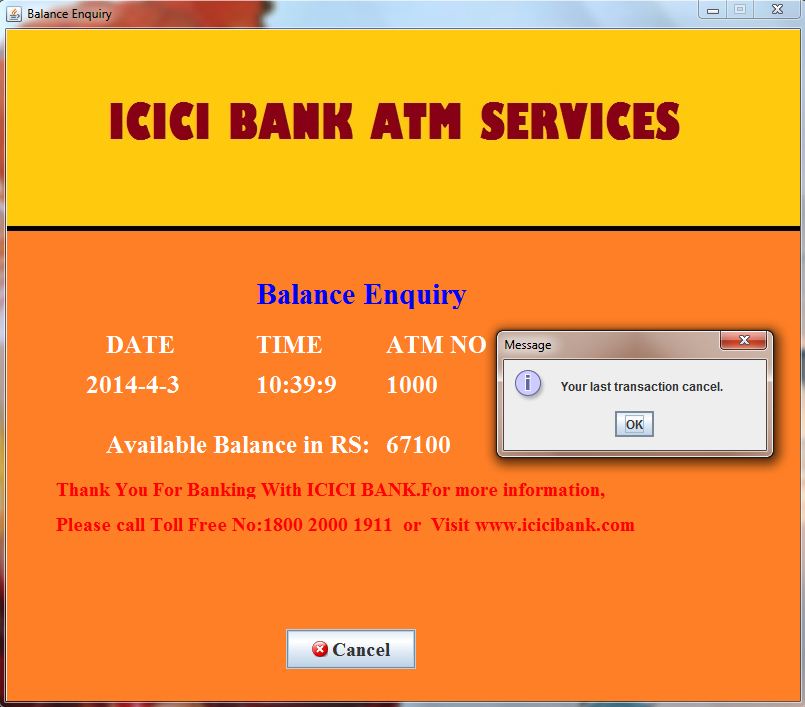 Balance Enquiry
ICICI BANK ATM SERVICES
Balance Enquiry
DATE TIME ATM NO
2014-4-3 10:39:9 1000
Message
Your last transaction cancel.
OK
Available Balance in RS: 67100
Thank You For Banking With ICICI BANK.For more information,
Please call Toll Free No:1800 2000 1911 or Visit www.icicibank.com
Cancel